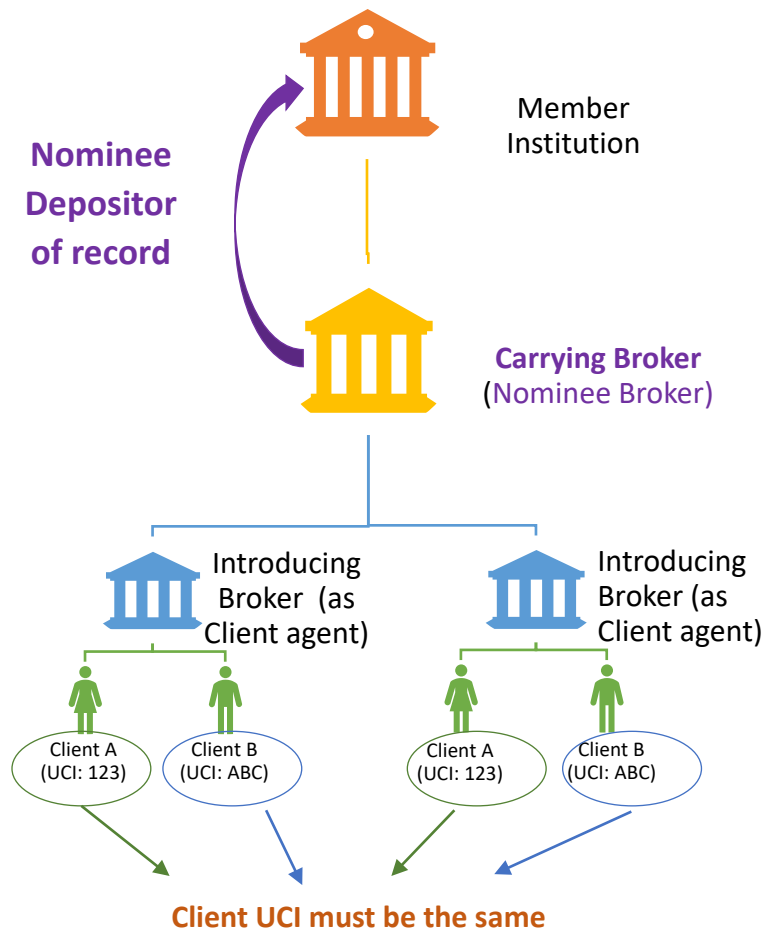 Member
Institution
Nominee
Depositor
of record
Carrying Broker
(Nominee Broker)
Introducing
Broker (as
Client agent)
Introducing
Broker (as
Client agent)
Client A
(UCI: 123)
Client B
(UCI: ABC)
Client A
(UCI: 123)
Client B
(UCI: ABC)
Client UCI must be the same